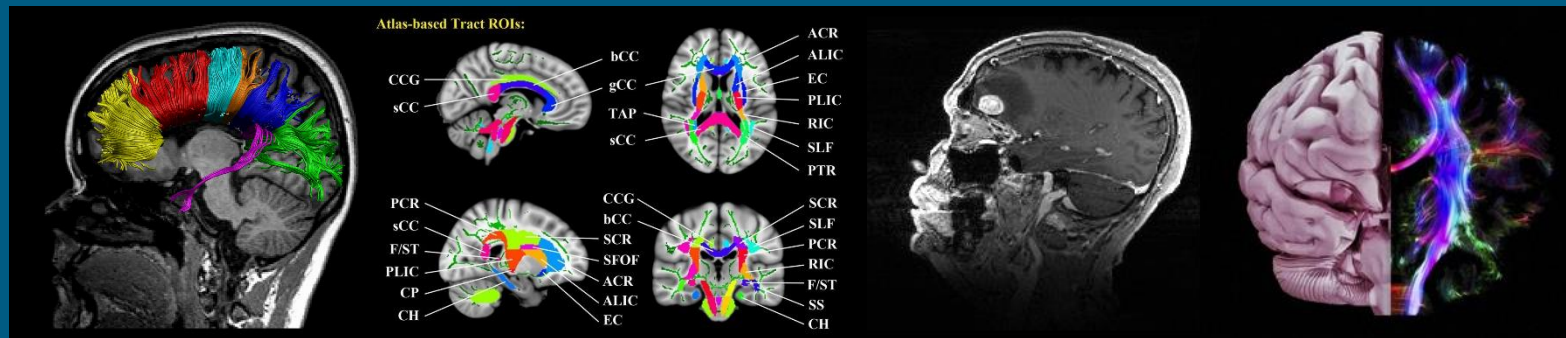 Atlas-based Tract ROIs:
CCG
sCC
bCC
gCC
TAP
sCC
ACR
ALIC
EC
PLIC
RIC
SLF
PTR
PCR
sCC
F/ST
PLIC
CP
CH
SCR
SFOF
ACR
ALIC
EC
CCG
bCC
SCR
SLF
PCR
RIC
F/ST
SS
CH